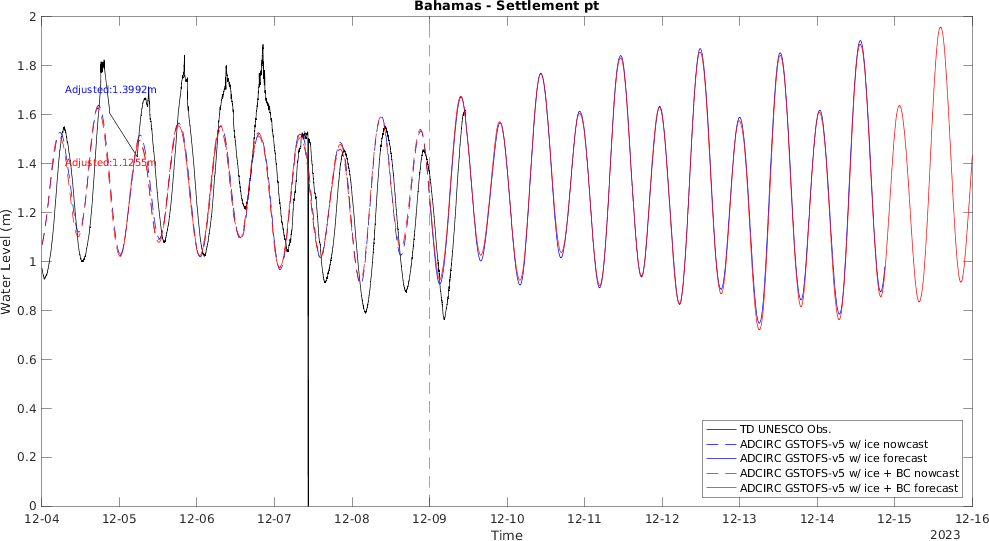 Bahamas - Settlement pt
2
1.8
1.6
1.4
1.2
1
0.8
0.6
0.4
0.2
0
Water Level (m)
Adjusted:1.3992m
Adjusted:1.1255m
TD UNESCO Obs.
ADCIRC GSTOFS-v5 w/ ice nowcast
ADCIRC GSTOFS-v5 w/ ice forecast
ADCIRC GSTOFS-v5 w/ ice + BC nowcast
ADCIRC GSTOFS-v5 w/ ice + BC forecast
12-04 12-05 12-06 12-07 12-08 12-09 12-10 12-11 12-12 12-13 12-14 12-15 12-16
Time
2023